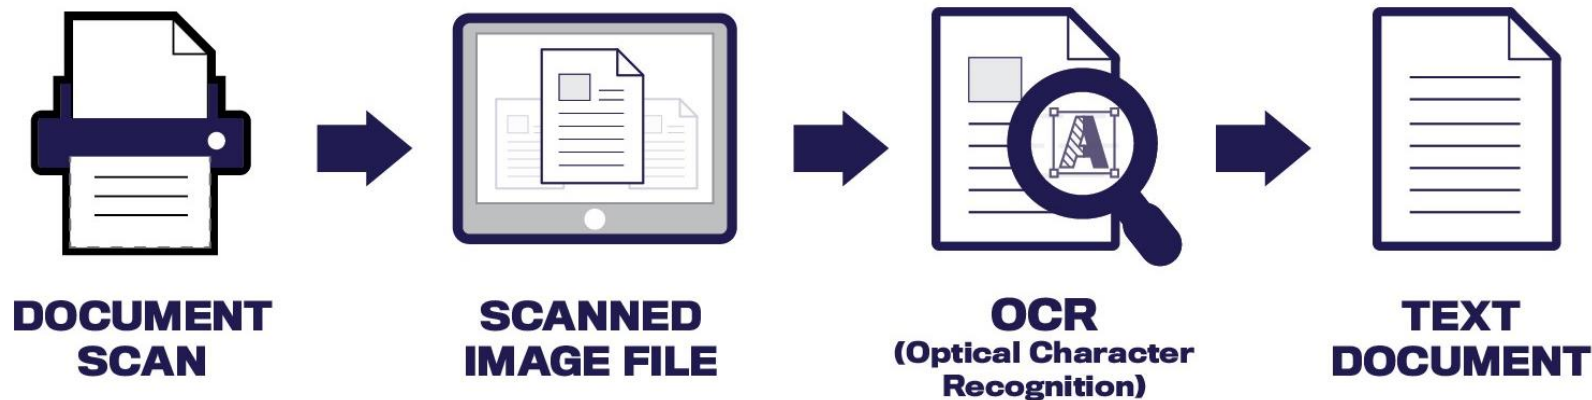 A
DOCUMENT
SCAN
SCANNED
IMAGE FILE
OCR
(Optical Character
Recognition)
TEXT
DOCUMENT